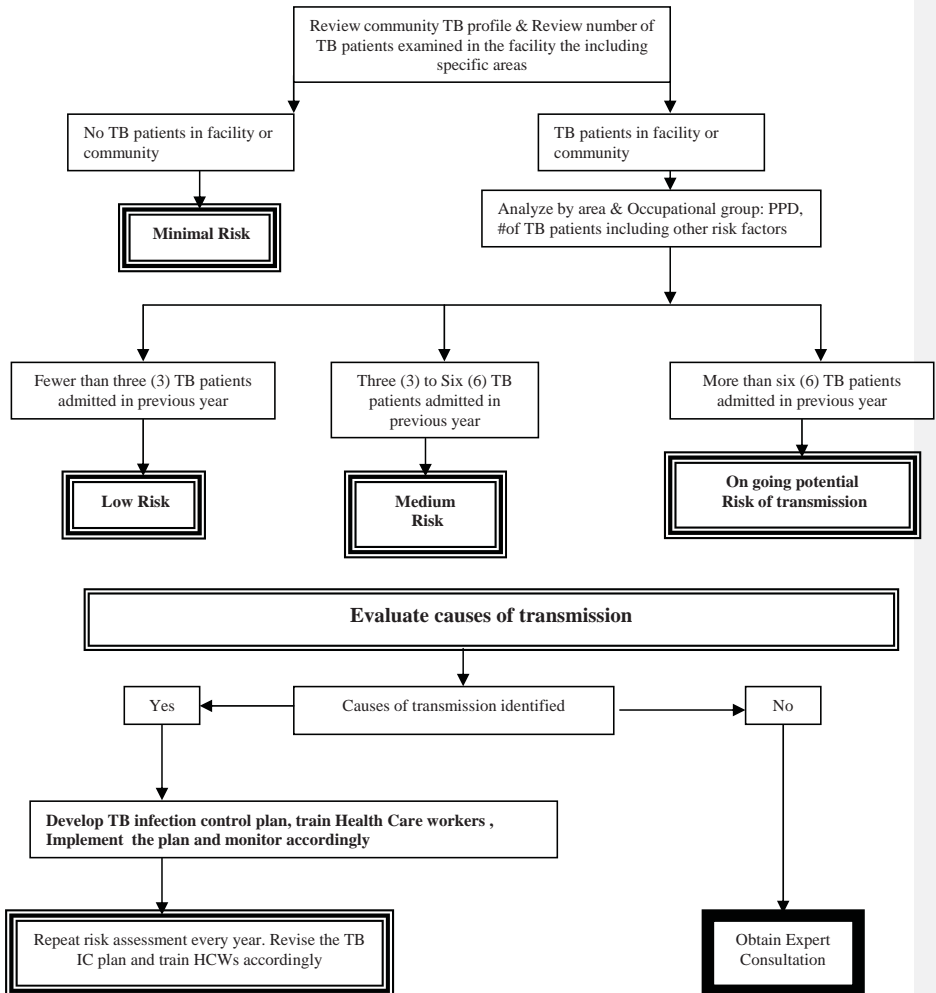 Review community TB profile & Review number of
TB patients examined in the facility the including
specific areas
No TB patients in facility or
community
TB patients in facility or
community
Minimal Risk
Analyze by area & Occupational group: PPD,
#of TB patients including other risk factors
Fewer than three (3) TB patients
admitted in previous year
Three (3) to Six (6) TB
patients admitted in
previous year
More than six (6) TB patients
admitted in previous year
Low Risk
Medium
Risk
On going potential
Risk of transmission
Evaluate causes of transmission
Yes
Causes of transmission identified
No
Develop TB infection control plan, train Health Care workers ,
Implement the plan and monitor accordingly
Repeat risk assessment every year. Revise the TB
IC plan and train HCWs accordingly
Obtain Expert
Consultation